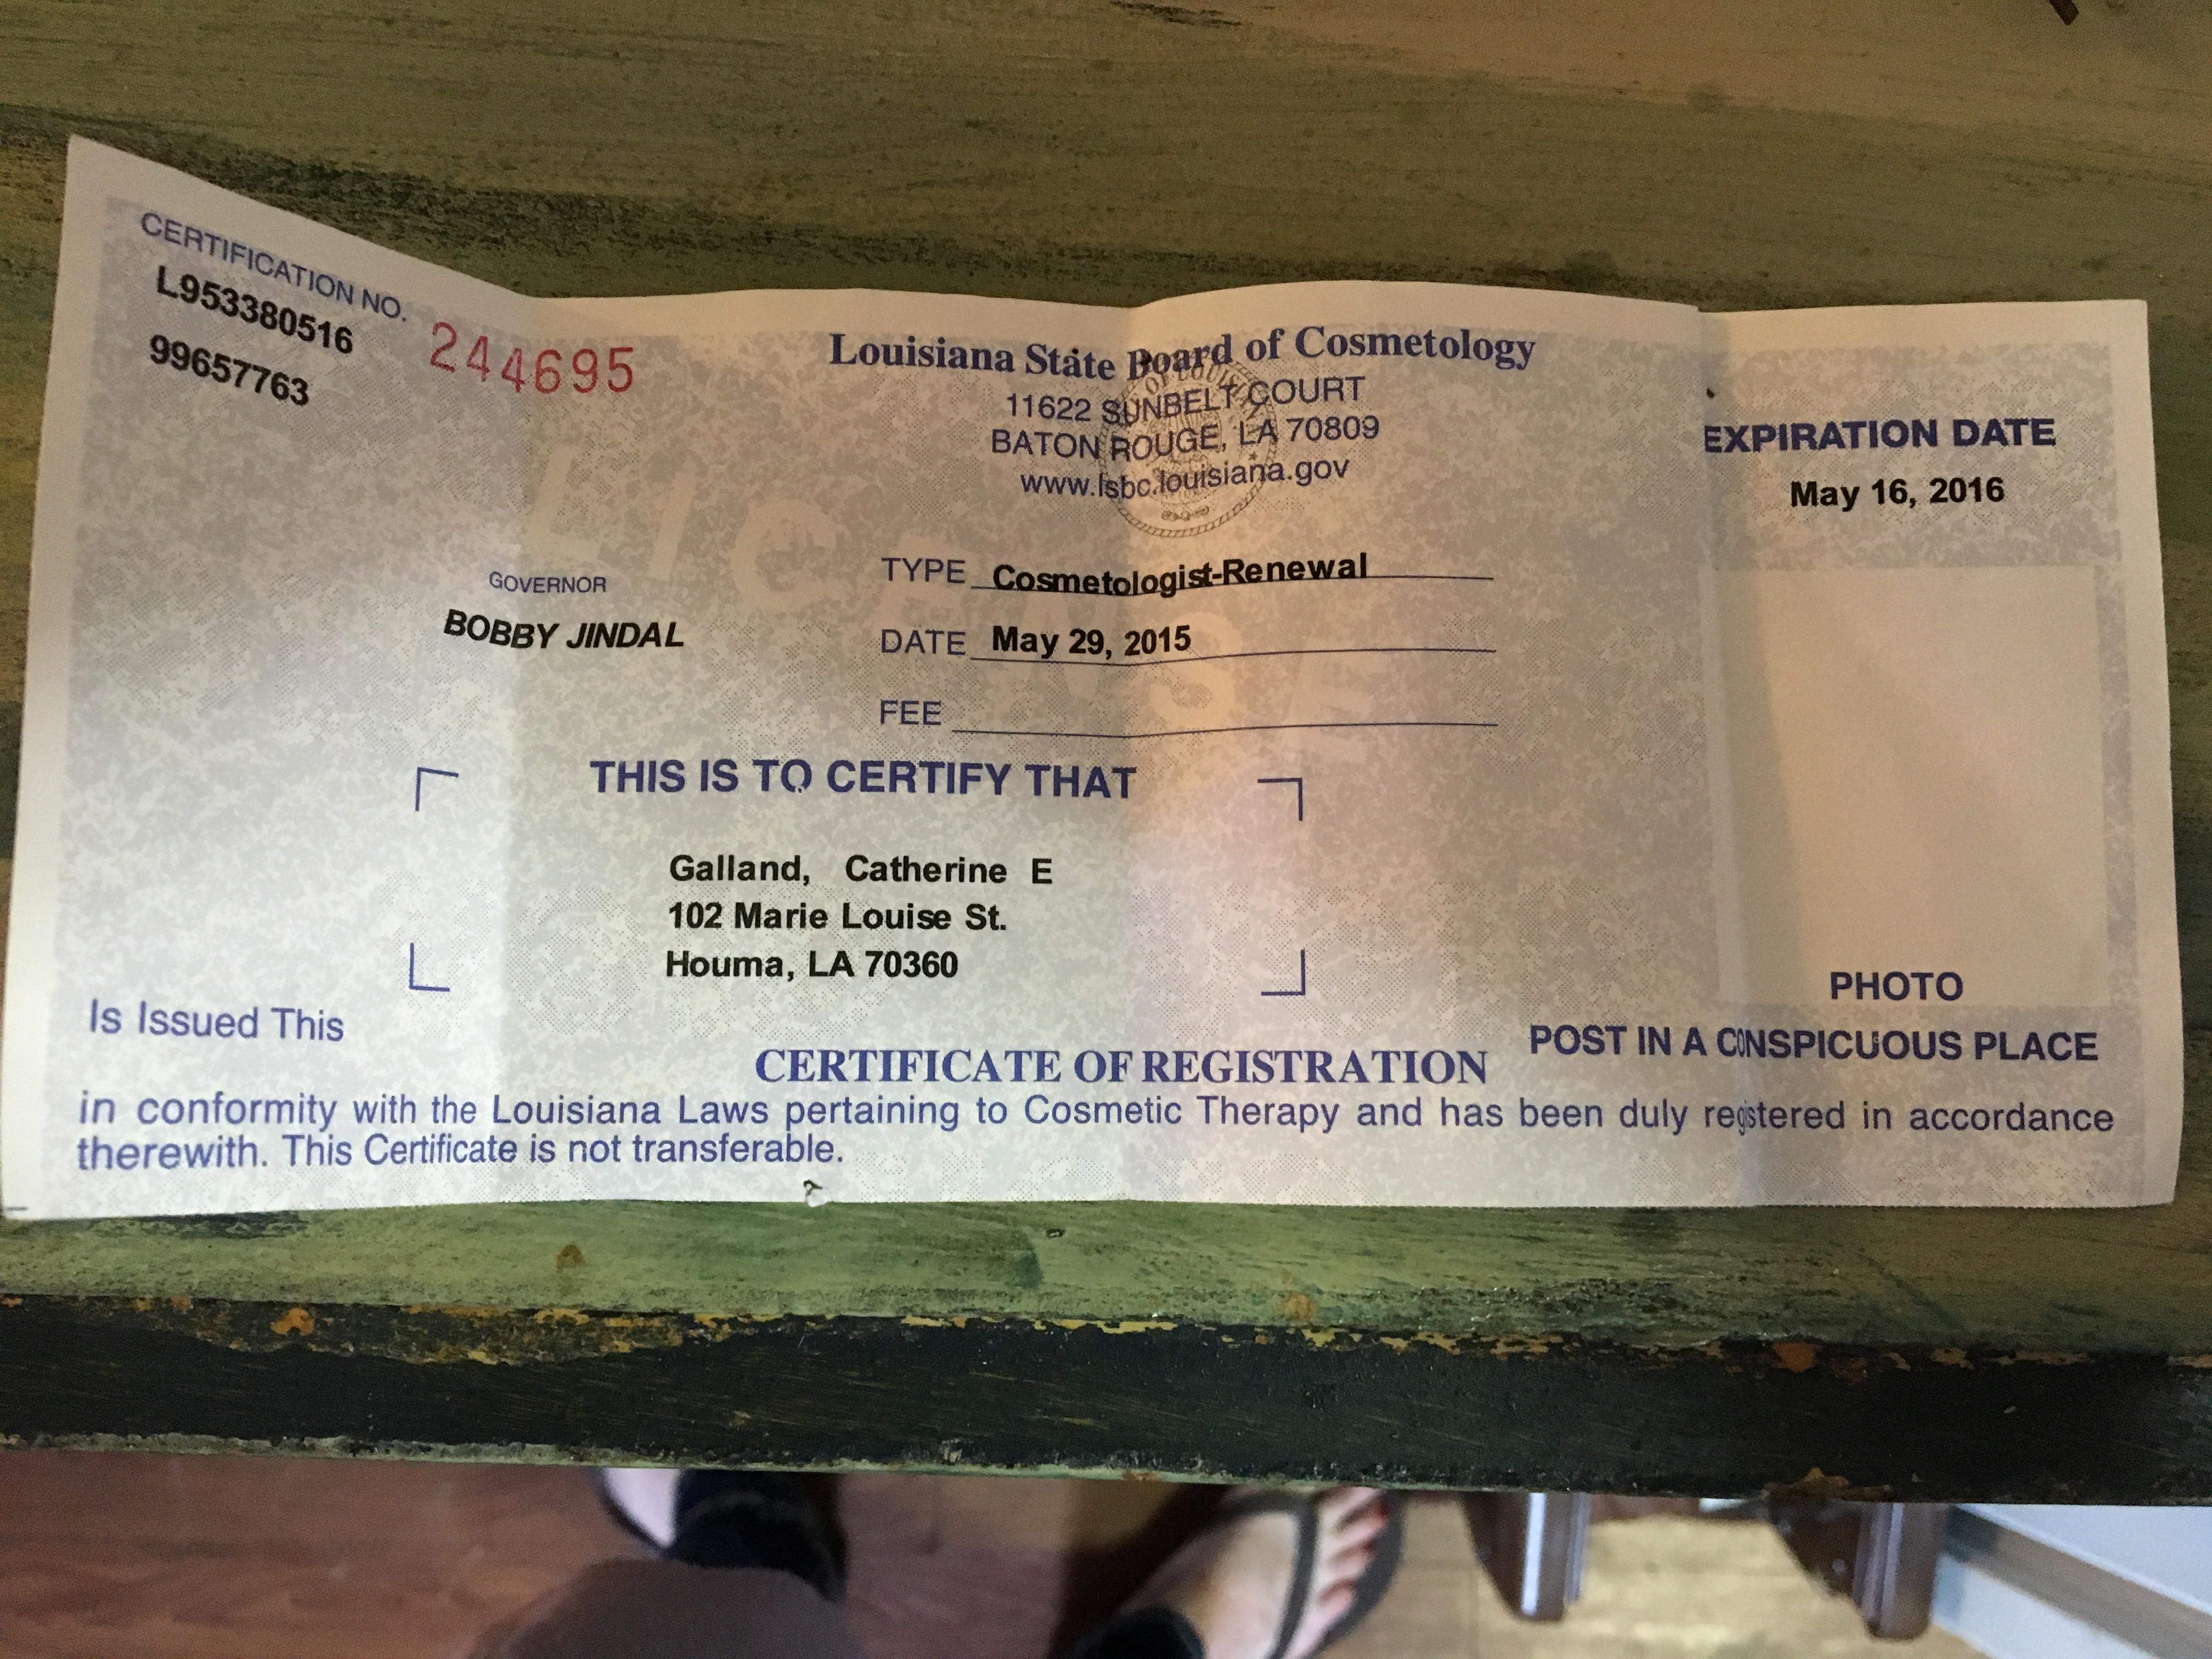 CERTIFICATION NO.
L953380516
99657763
244695
Louisiana State Board of Cosmetology
11622 SUNBELT COURT
BATON ROUGE, LA 70809
www.lsbc.louisiana.gov
EXPIRATION DATE
May 16, 2016
LICENSE
GOVERNOR
BOBBY JINDAL
TYPE Cosmetologist-Renewal
DATE May 29, 2015
FEE
THIS IS TO CERTIFY THAT
Galland, Catherine E
102 Marie Louise St.
Houma, LA 70360
PHOTO
POST IN A CONSPICUOUS PLACE
Is Issued This
CERTIFICATE OF REGISTRATION
in conformity with the Louisiana Laws pertaining to Cosmetic Therapy and has been duly registered in accordance
therewith. This Certificate is not transferable.